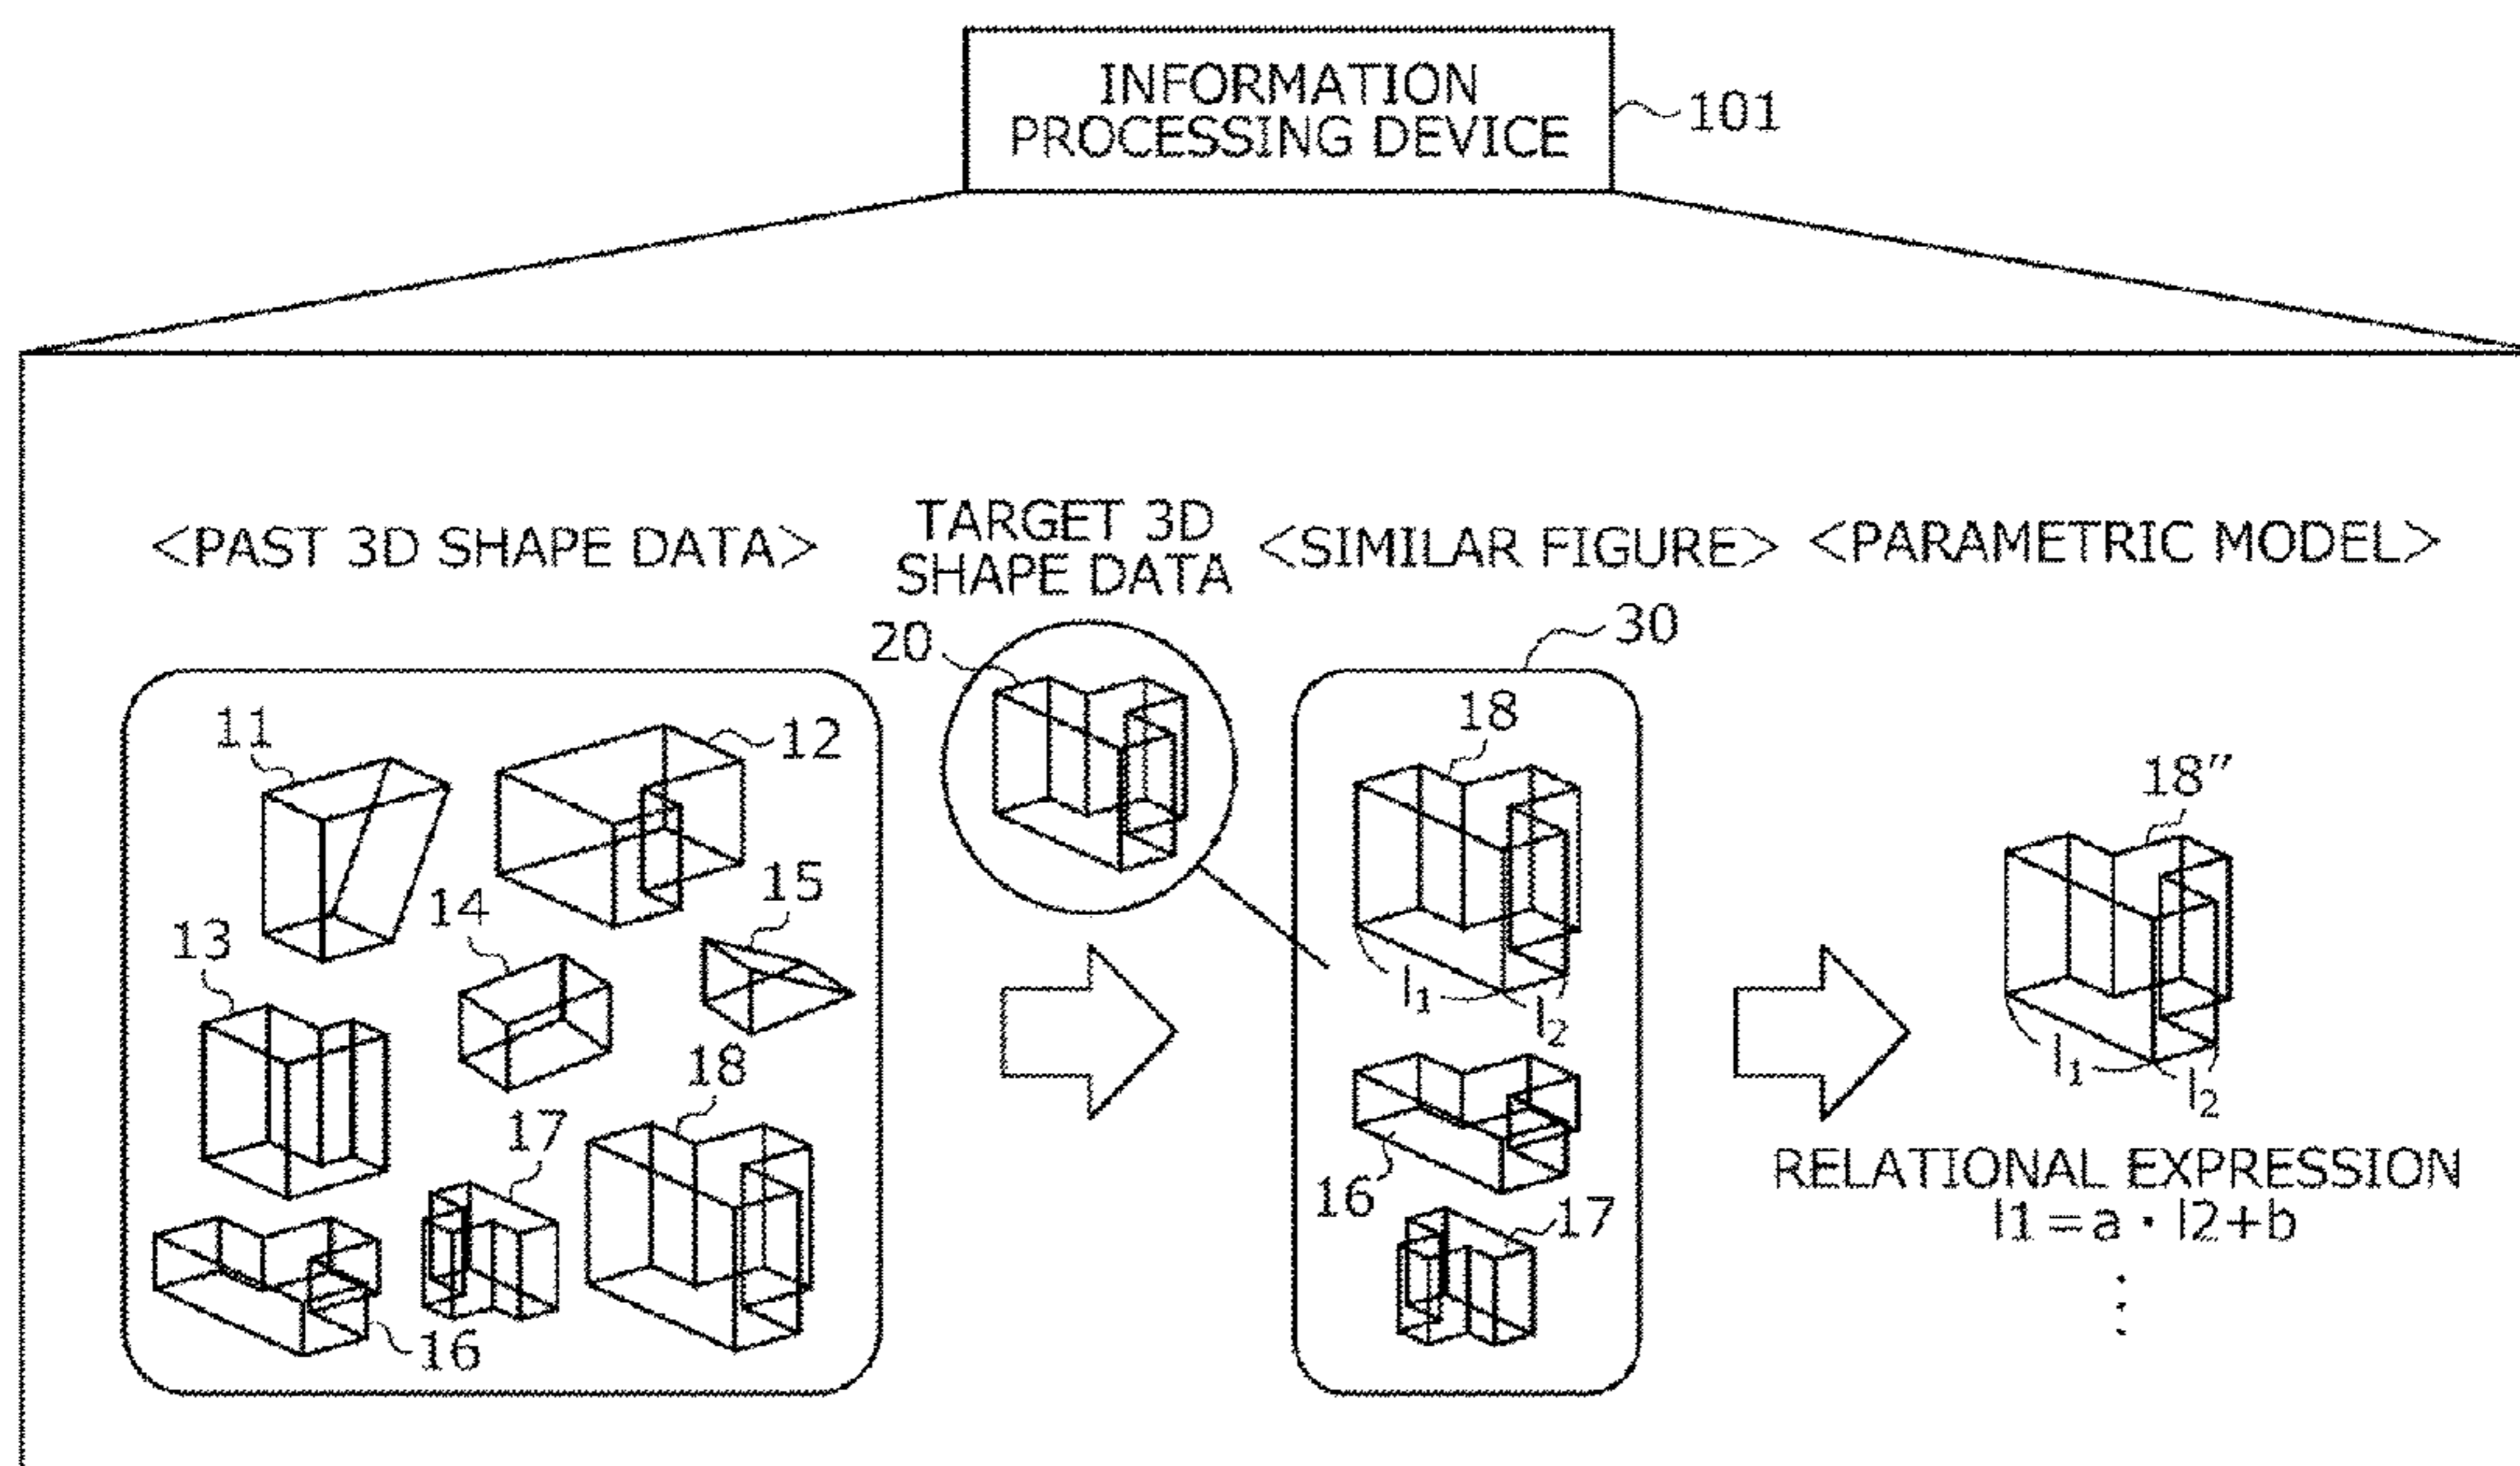 INFORMATION
PROCESSING DEVICE
101
<PAST 3D SHAPE DATA>
TARGET 3D
SHAPE DATA
<SIMILAR FIGURE>
<PARAMETRIC MODEL>
20
30
11
12
18
18″
13
14
15
l1
l2
l1
l2
18
17
16
16
17
RELATIONAL EXPRESSION
l1=a・l2+b